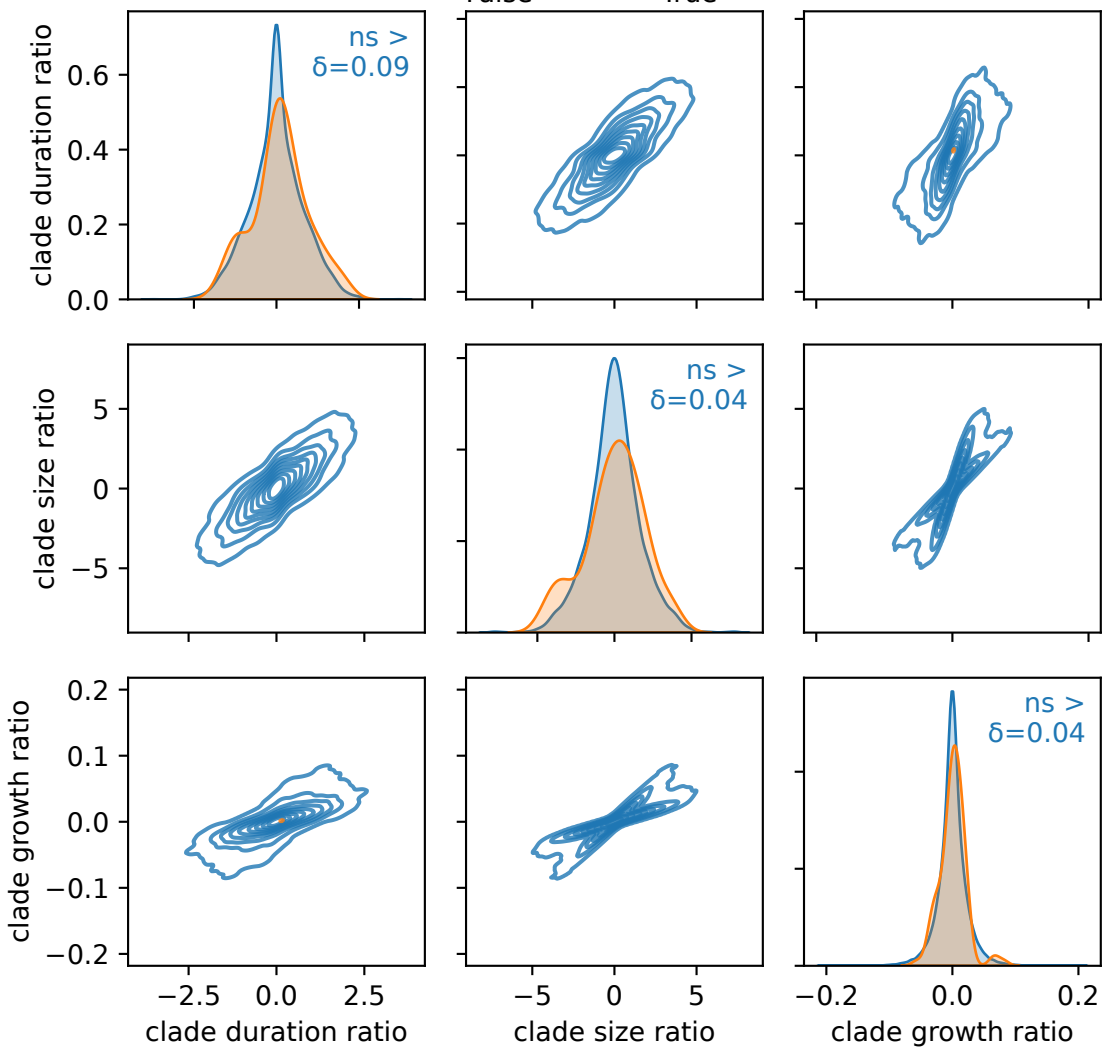 clade duration ratio
0.6
0.4
0.2
0.0
ns >
δ=0.09
clade size ratio
5
0
−5
ns >
δ=0.04
clade growth ratio
0.2
0.1
0.0
−0.1
−0.2
ns >
δ=0.04
−2.5 0.0 2.5
−5 0 5
−0.2 0.0 0.2
clade duration ratio
clade size ratio
clade growth ratio